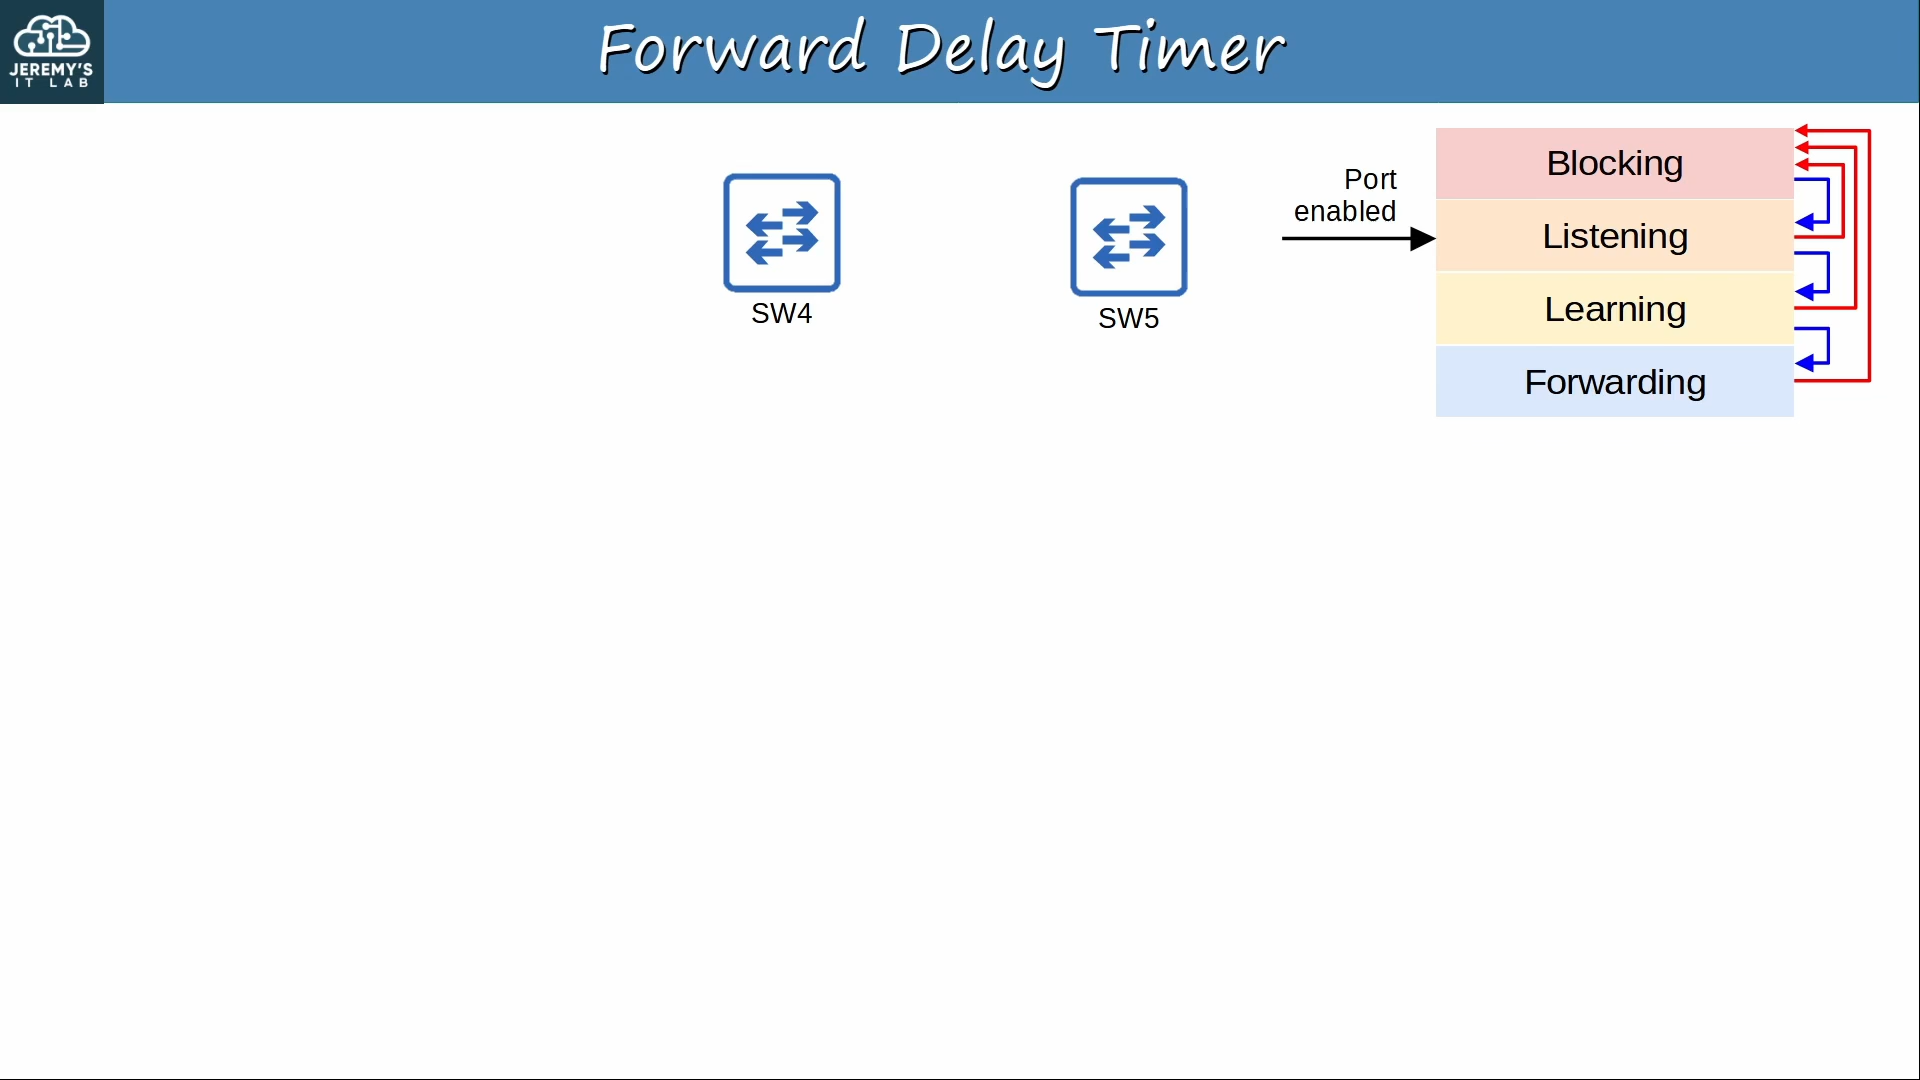 JEREMY'S
IT LAB
Forward Delay Timer
SW4
SW5
Port
enabled
Blocking
Listening
Learning
Forwarding